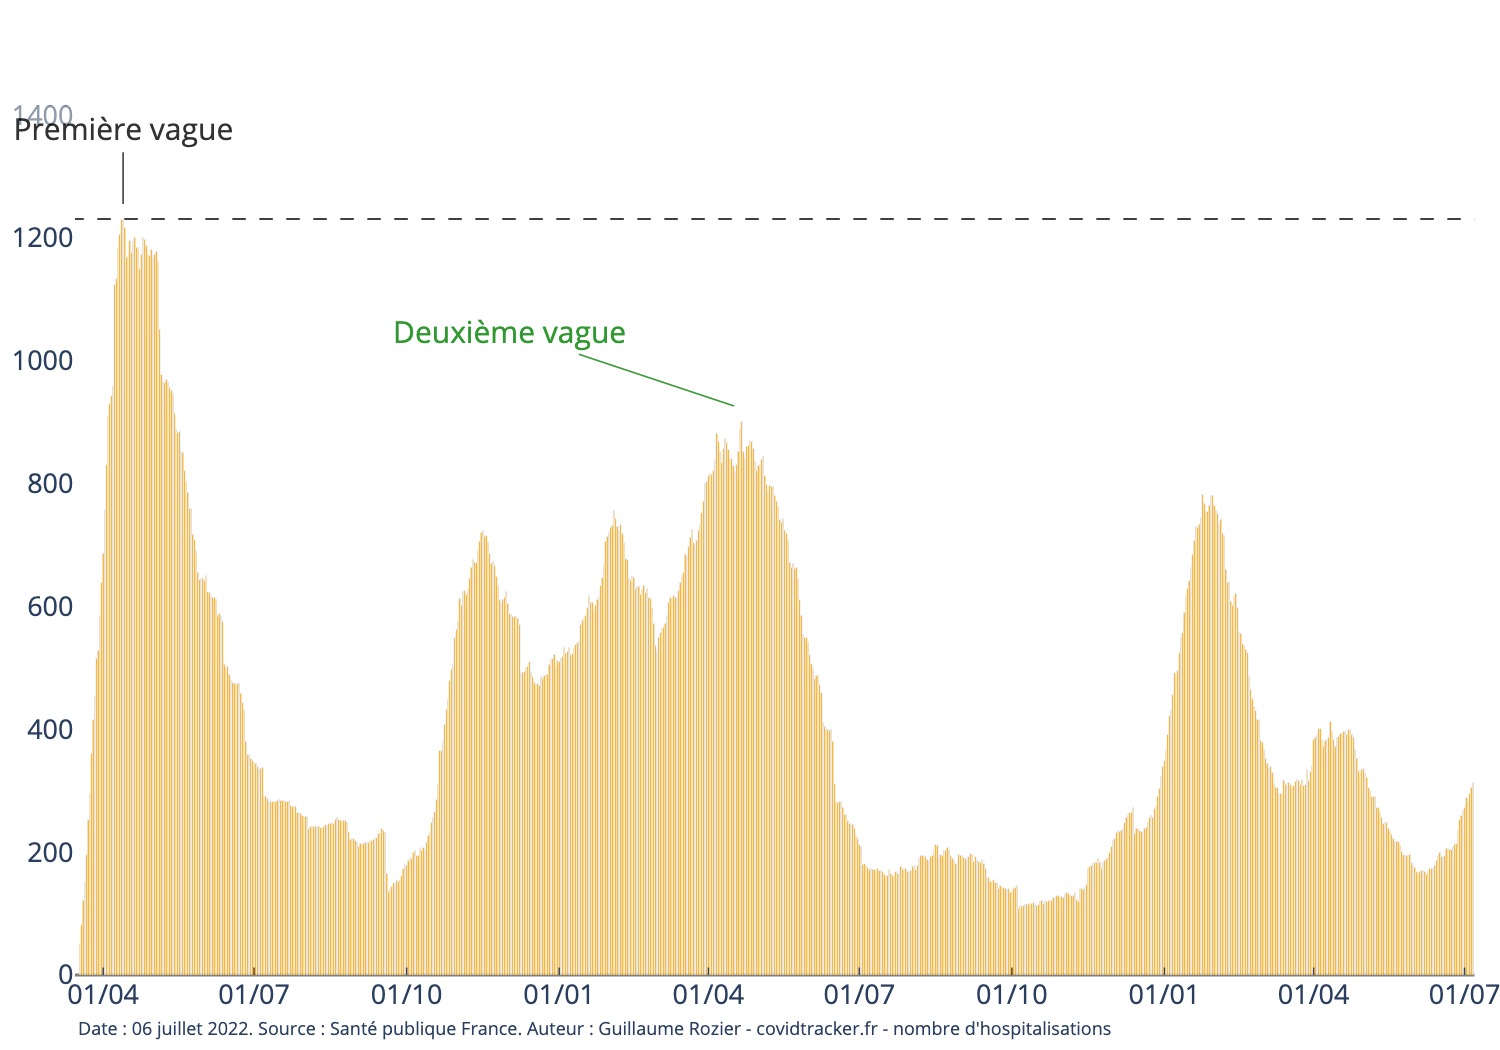 1400
Première vague
1200
1000
Deuxième vague
800
600
400
200
0
01/04 01/07 01/10 01/01 01/04 01/07 01/10 01/01 01/04 01/07
Date : 06 juillet 2022. Source : Santé publique France. Auteur : Guillaume Rozier - covidtracker.fr - nombre d'hospitalisations